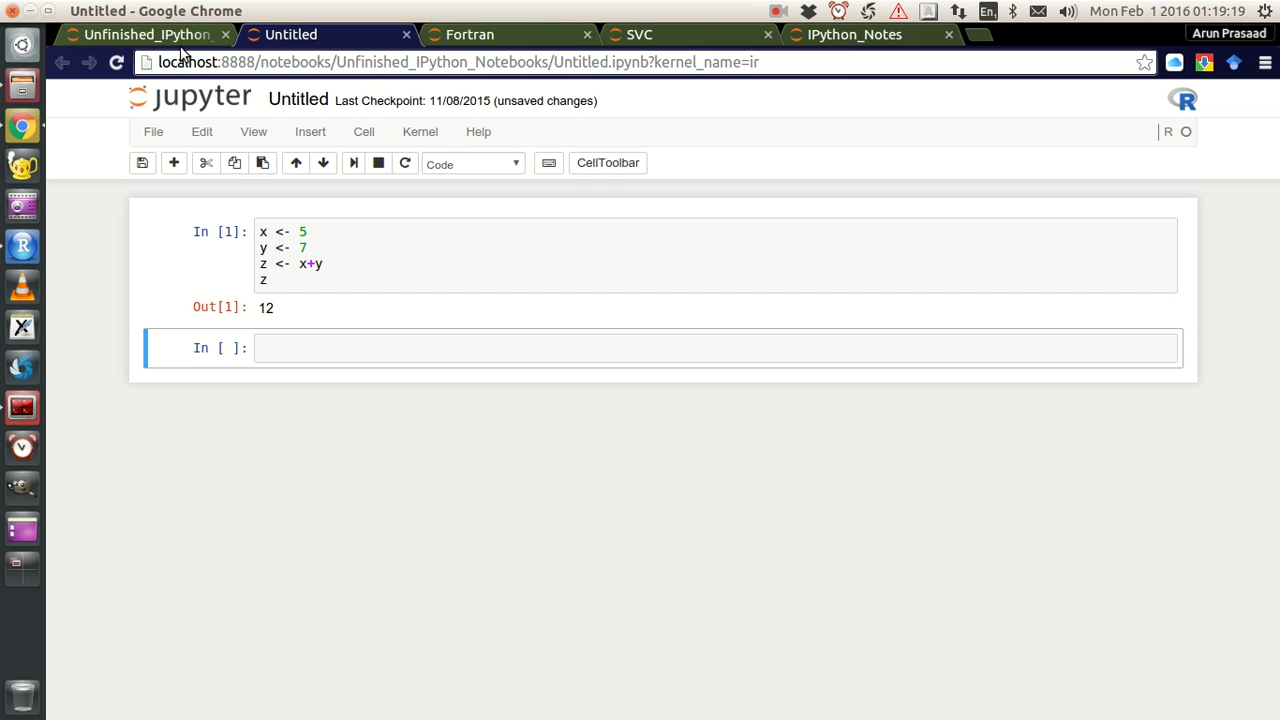 Untitled - Google Chrome
En
Mon Feb 1 2016 01:19:19
Unfinished_IPython_
Untitled
Fortran
SVC
IPython_Notes
Arun Prasaad
localhost:8888/notebooks/Unfinished_IPython_Notebooks/Untitled.ipynb?kernel_name=ir
jupyter Untitled Last Checkpoint: 11/08/2015 (unsaved changes)
R
File Edit View Insert Cell Kernel Help
R
Code
CellToolbar
In [1]: x <- 5
y <- 7
z <- x+y
z
Out[1]: 12
In [ ]: